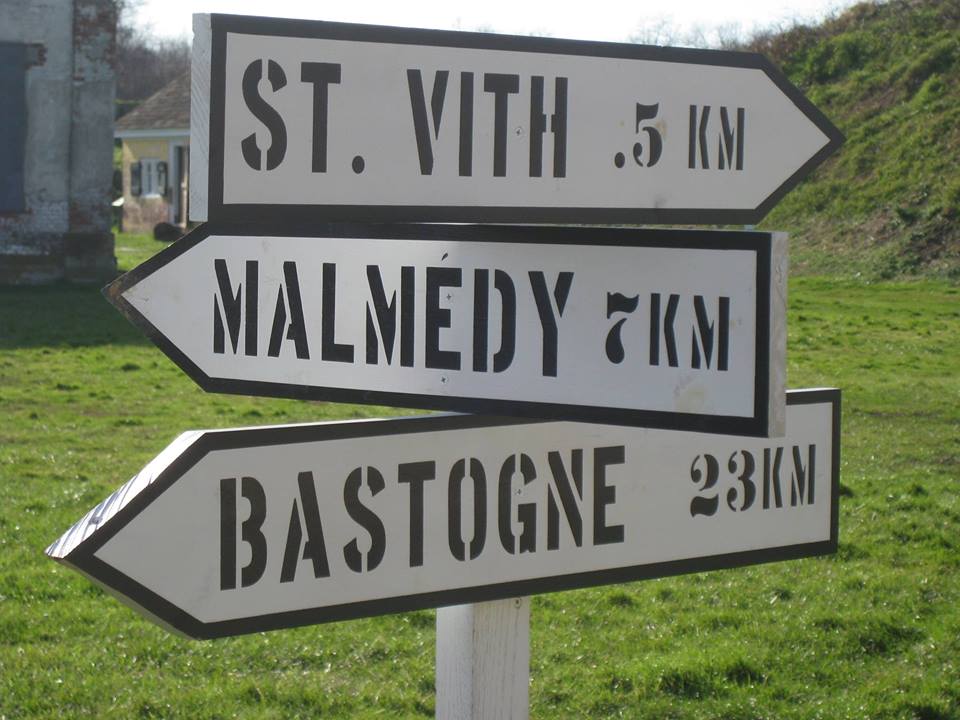 ST. VITH .5 KM
MALMÉDY 7KM
BASTOGNE 23KM